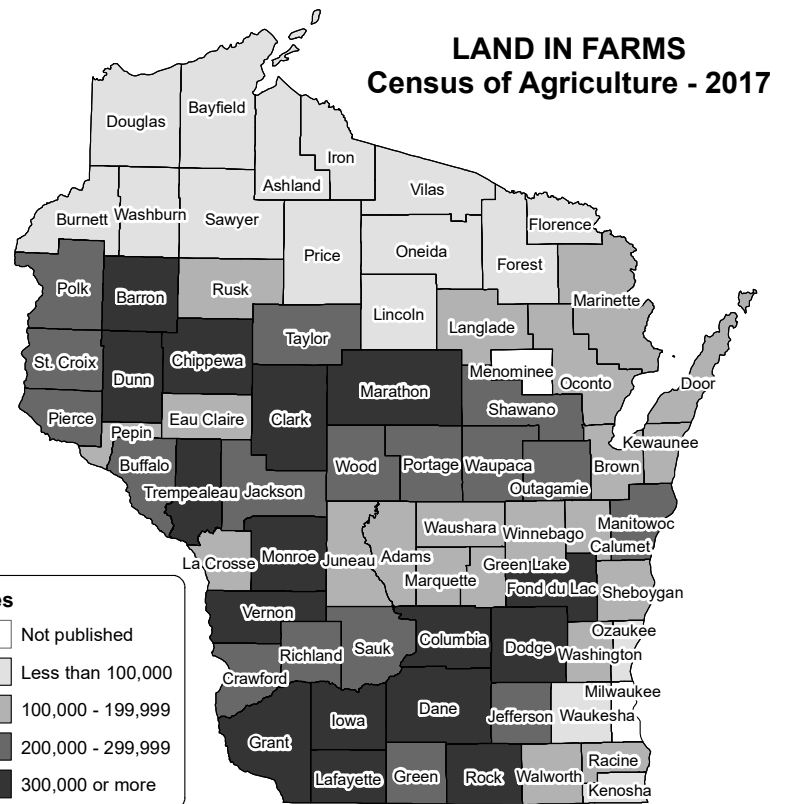 LAND IN FARMS
Census of Agriculture - 2017
Douglas
Bayfield
Ashland
Iron
Vilas
Burnett
Washburn
Sawyer
Price
Oneida
Florence
Forest
Polk
Barron
Rusk
Lincoln
Langlade
Marinette
Taylor
St. Croix
Dunn
Chippewa
Marathon
Menominee
Oconto
Door
Pierce
Pepin
Eau Claire
Clark
Shawano
Kewaunee
Buffalo
Trempealeau
Jackson
Wood
Portage
Waupaca
Outagamie
Brown
La Crosse
Monroe
Juneau
Adams
Waushara
Winnebago
Manitowoc
Calumet
Marquette
Green Lake
Fond du Lac
Sheboygan
Vernon
Richland
Sauk
Columbia
Dodge
Ozaukee
Washington
Crawford
Grant
Iowa
Dane
Jefferson
Waukesha
Milwaukee
Lafayette
Green
Rock
Walworth
Racine
Kenosha
Not published
Less than 100,000
100,000 - 199,999
200,000 - 299,999
300,000 or more